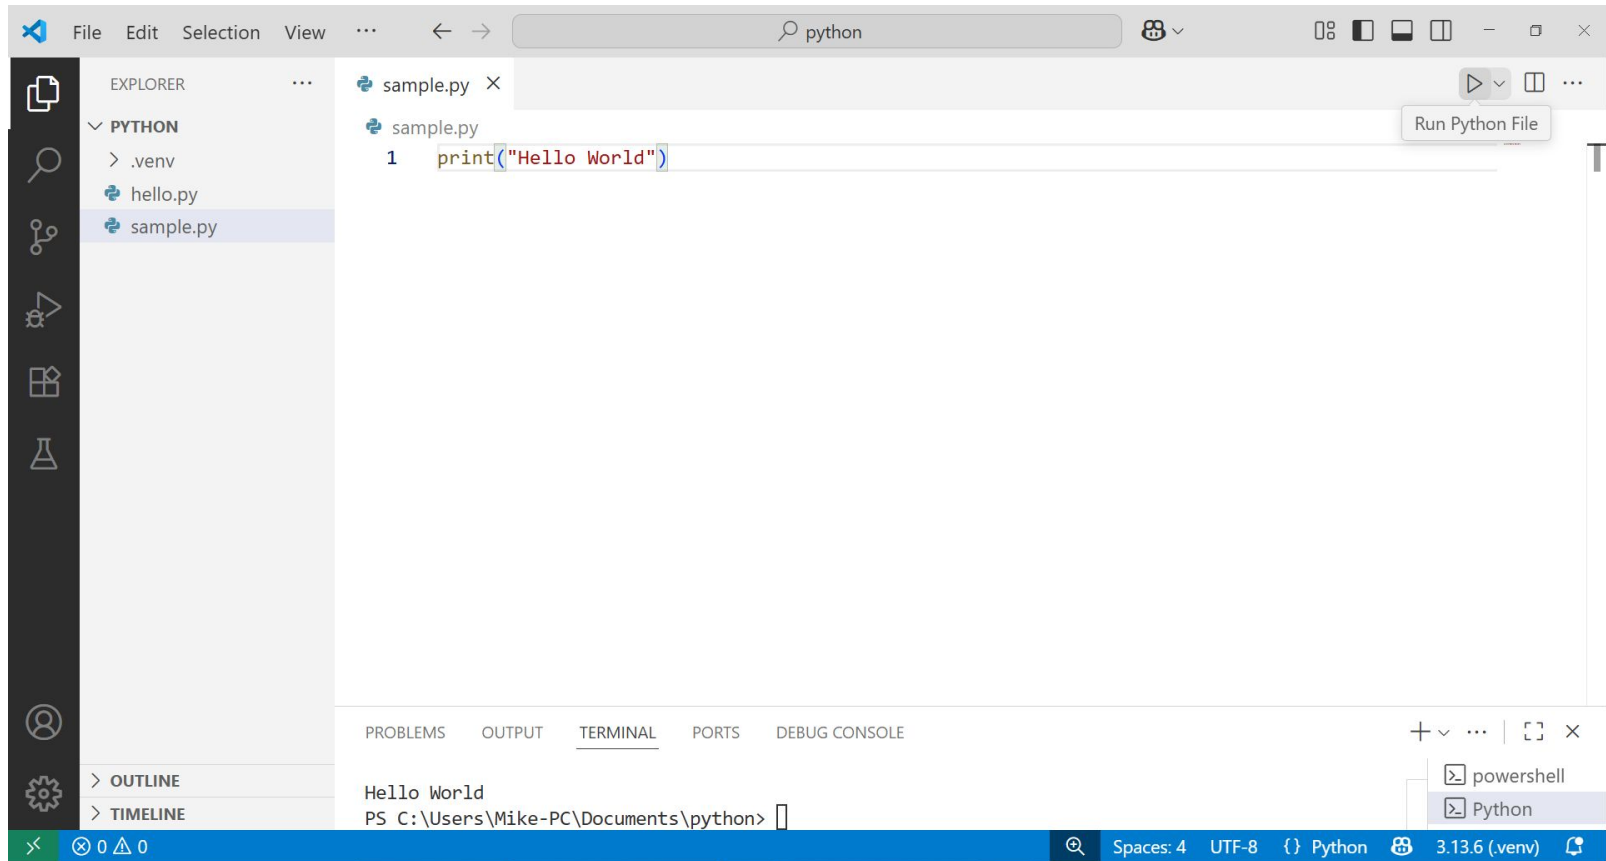 File Edit Selection View ··· python
EXPLORER ···
sample.py
PYTHON
.venv
hello.py
sample.py
Run Python File
sample.py
1 print("Hello World")
PROBLEMS OUTPUT TERMINAL PORTS DEBUG CONSOLE
OUTLINE
TIMELINE
Hello World
PS C:\Users\Mike-PC\Documents\python>
powershell
Python
0 0 Spaces: 4 UTF-8 {} Python 3.13.6 (.venv)